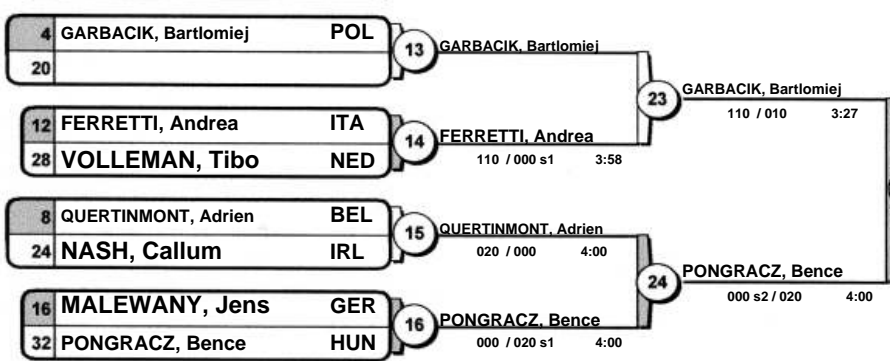 4 GARBACIK, Bartlomiej POL
20
13 GARBACIK, Bartlomiej
23 GARBACIK, Bartlomiej
110 / 010 3:27
12 FERRETTI, Andrea ITA
28 VOLLEMAN, Tibo NED
14 FERRETTI, Andrea
110 / 000 s1 3:58
8 QUERTINMONT, Adrien BEL
24 NASH, Callum IRL
15 QUERTINMONT, Adrien
020 / 000 4:00
24 PONGRACZ, Bence
000 s2 / 020 4:00
16 MALEWANY, Jens GER
32 PONGRACZ, Bence HUN
16 PONGRACZ, Bence
000 / 020 s1 4:00